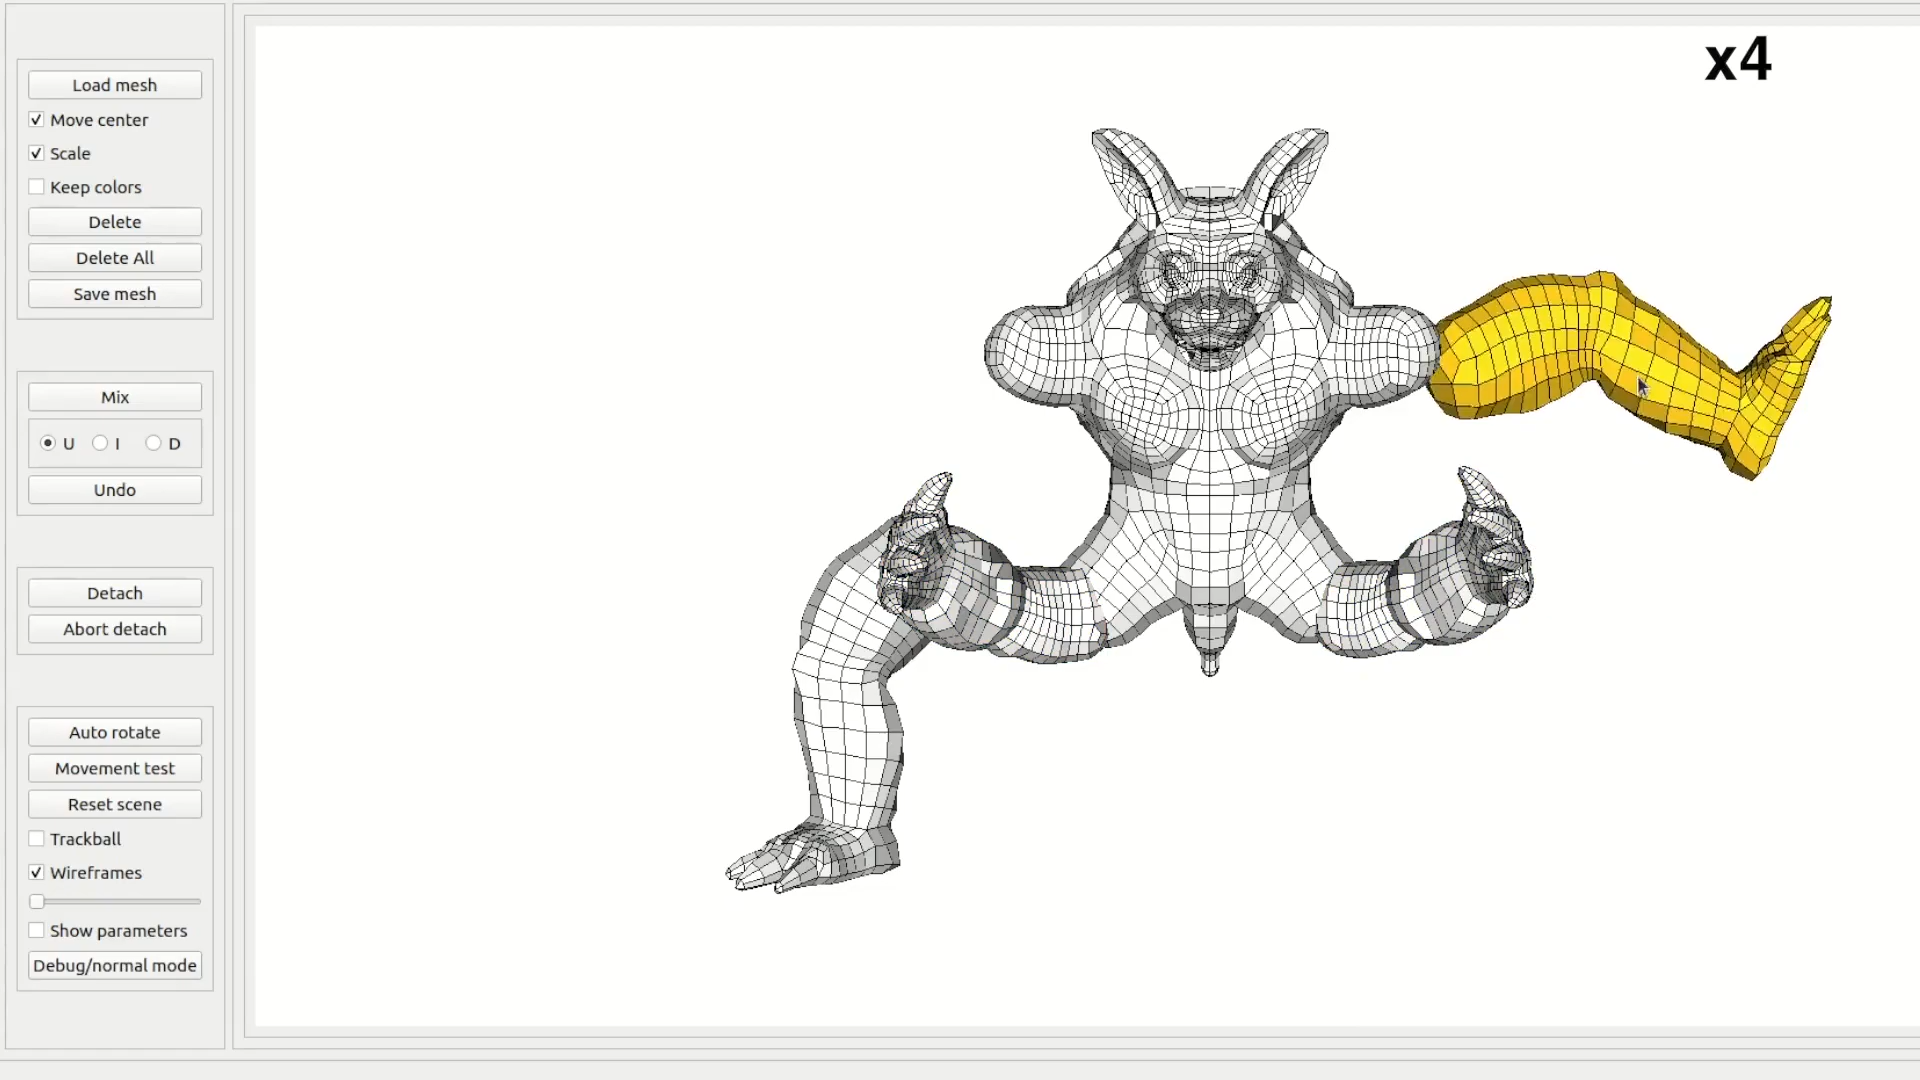 x4
Load mesh
Move center
Scale
Keep colors
Delete
Delete All
Save mesh
Mix
U I D
Undo
Detach
Abort detach
Auto rotate
Movement test
Reset scene
Trackball
Wireframes
Show parameters
Debug/normal mode